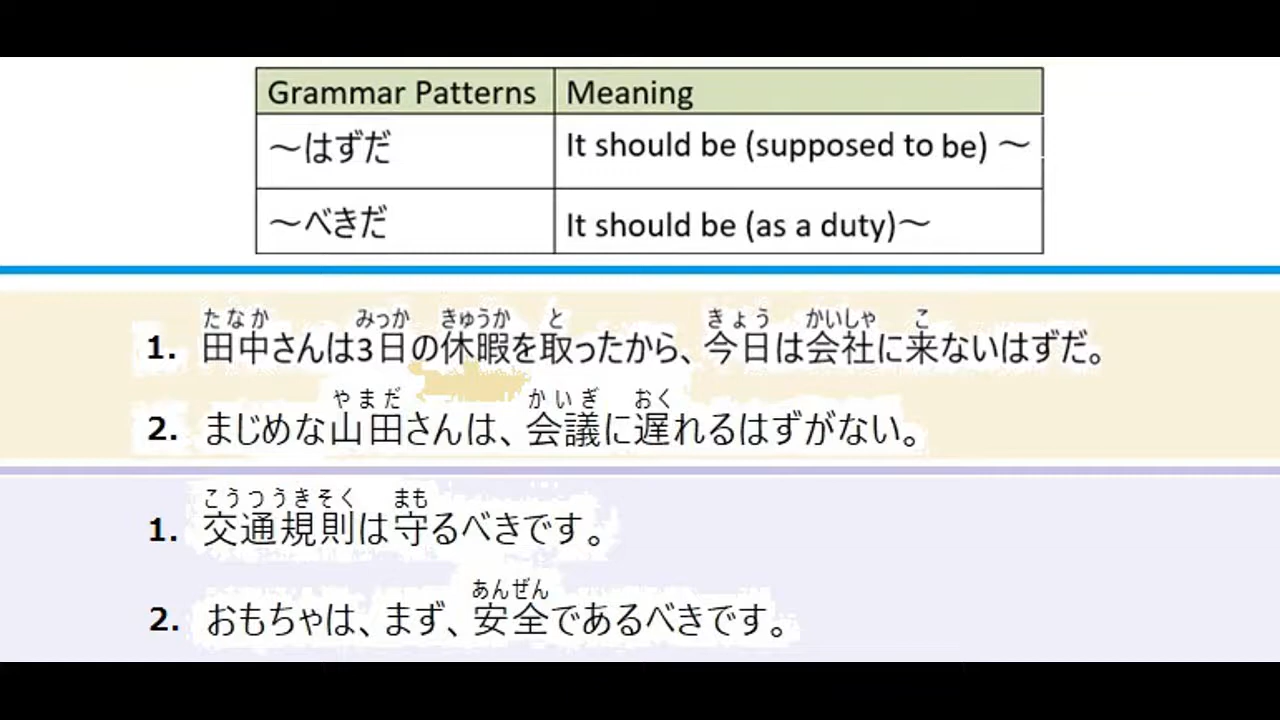 Grammar Patterns Meaning
～はずだ It should be (supposed to be) ～
～べきだ It should be (as a duty)～
たなか みっか きゅうか と きょう かいしゃ こ
1. 田中さんは3日の休暇を取ったから、今日は会社に来ないはずだ。
やまだ かいぎ おく
2. まじめな山田さんは、会議に遅れるはずがない。
こうつうきそく まも
1. 交通規則は守るべきです。
あんぜん
2. おもちゃは、まず、安全であるべきです。